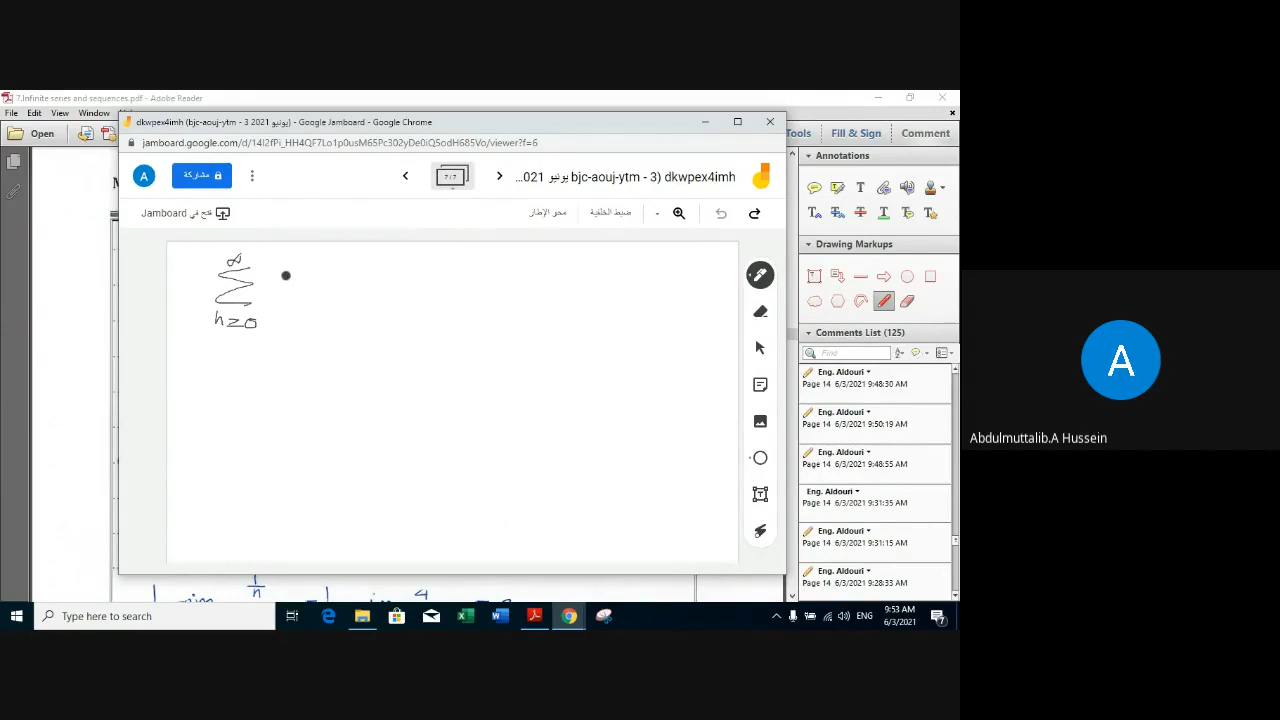 7.Infinite series and sequences.pdf - Adobe Reader
File Edit View Window
Open
Tools Fill & Sign Comment
dkwpex4imh (bjc-aouj-ytm - 3 يونيو 2021) - Google Jamboard - Google Chrome
jamboard.google.com/d/14I2fPi_HH4QF7Lo1p0usM65Pc302yDe0iQ5odH685Vo/viewer?f=6
A
مشاركة
7/7
...bjc-aouj-ytm - 3) dkwpex4imh يونيو 021
فتح في Jamboard
محو الإطار
ضبط الخلفية
∞
∑
n=0
Annotations
Drawing Markups
Comments List (125)
Find
Eng. Aldouri
Page 14 6/3/2021 9:48:30 AM
Eng. Aldouri
Page 14 6/3/2021 9:50:19 AM
Eng. Aldouri
Page 14 6/3/2021 9:48:55 AM
Eng. Aldouri
Page 14 6/3/2021 9:31:35 AM
Eng. Aldouri
Page 14 6/3/2021 9:31:15 AM
Eng. Aldouri
Page 14 6/3/2021 9:28:33 AM
Type here to search
ENG
9:53 AM
6/3/2021
A
Abdulmuttalib.A Hussein